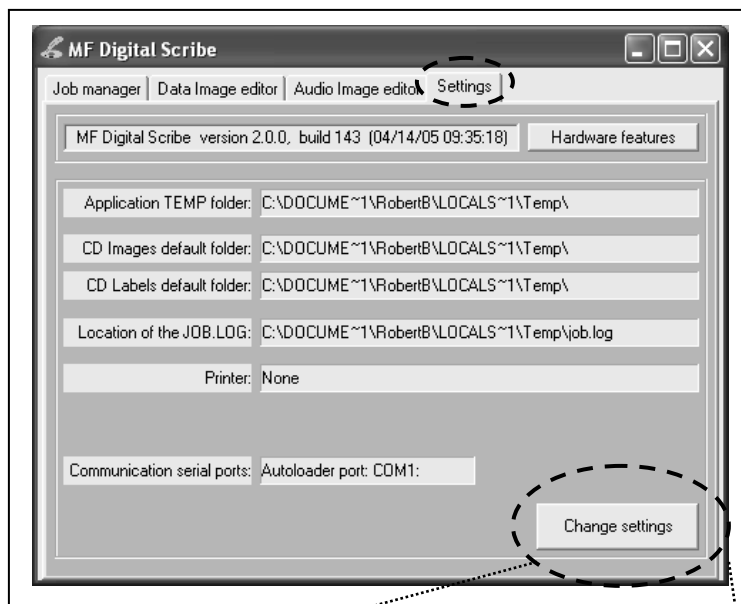 MF Digital Scribe
Job manager Data Image editor Audio Image editor Settings
MF Digital Scribe version 2.0.0, build 143 (04/14/05 09:35:18) Hardware features
Application TEMP folder: C:\DOCUME~1\RobertB\LOCALS~1\Temp\
CD Images default folder: C:\DOCUME~1\RobertB\LOCALS~1\Temp\
CD Labels default folder: C:\DOCUME~1\RobertB\LOCALS~1\Temp\
Location of the JOB.LOG: C:\DOCUME~1\RobertB\LOCALS~1\Temp\job.log
Printer: None
Communication serial ports: Autoloader port: COM1:
Change settings